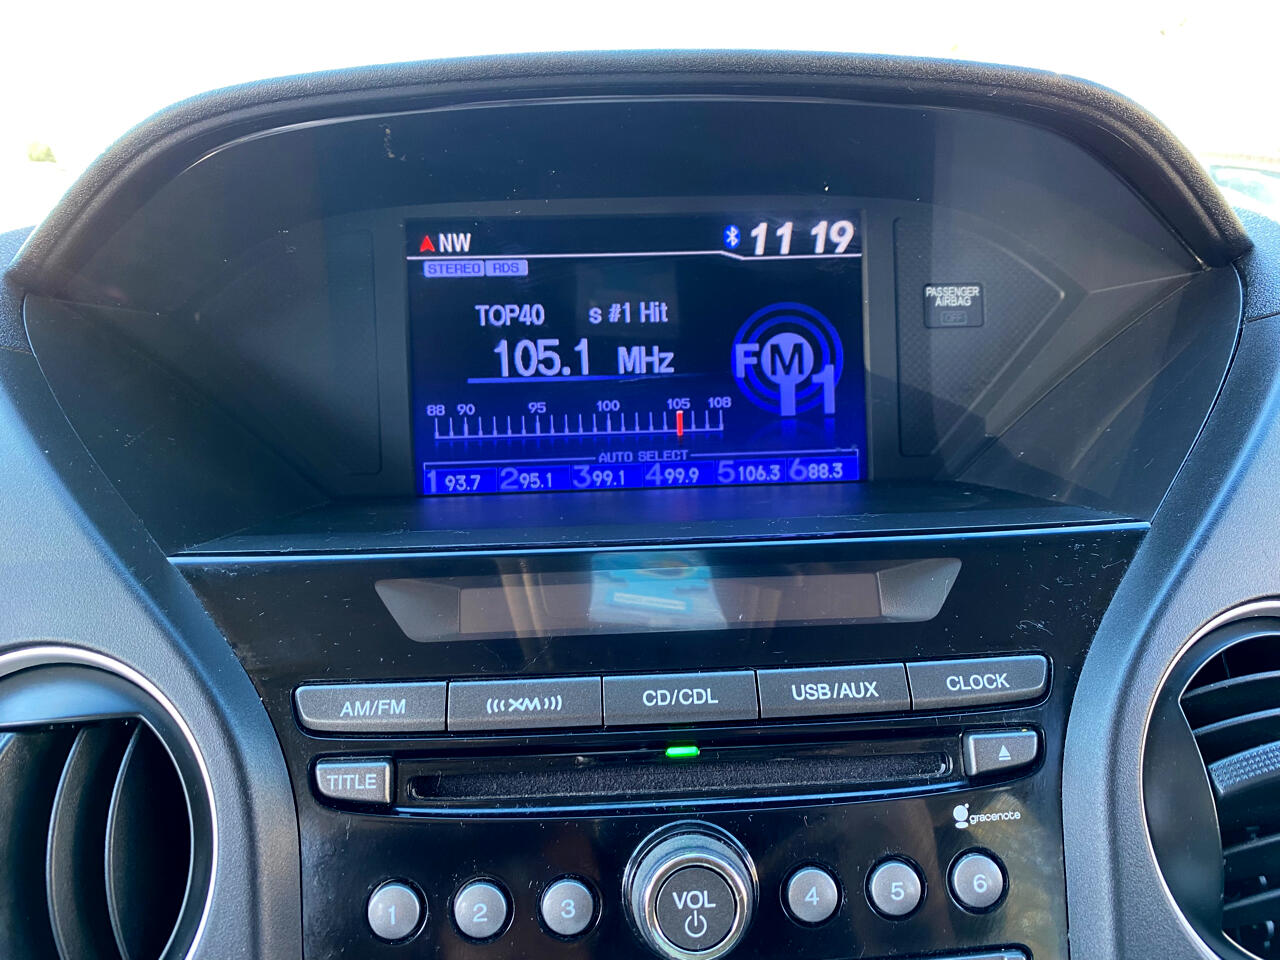 NW
11 19
STEREO RDS
TOP40 s #1 Hit
105.1 MHz
FM1
88 90 95 100 105 108
AUTO SELECT
1 93.7 2 95.1 3 99.1 4 99.9 5 106.3 6 88.3
PASSENGER
AIRBAG
OFF
AM/FM
XM
CD/CDL
USB/AUX
CLOCK
TITLE
gracenote
1
2
3
VOL
4
5
6